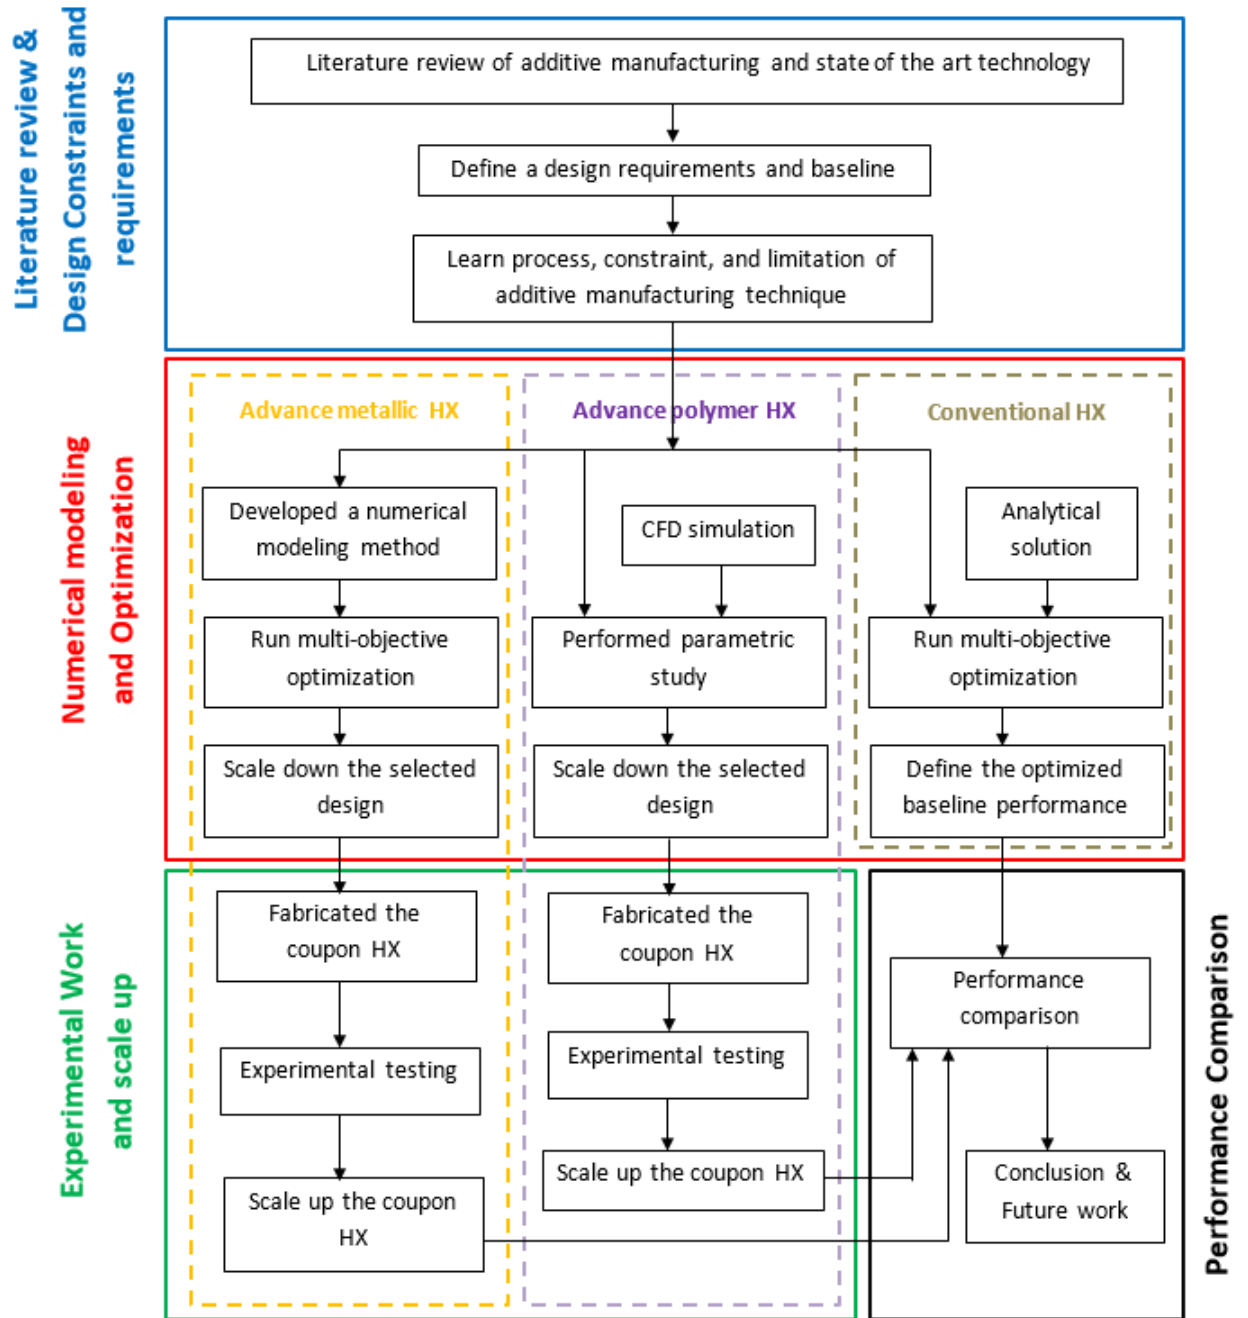 Literature review &
Design Constraints and
requirements
Literature review of additive manufacturing and state of the art technology
Define a design requirements and baseline
Learn process, constraint, and limitation of
additive manufacturing technique
Numerical modeling
and Optimization
Advance metallic HX
Developed a numerical
modeling method
Run multi-objective
optimization
Scale down the selected
design
Advance polymer HX
CFD simulation
Performed parametric
study
Scale down the selected
design
Conventional HX
Analytical
solution
Run multi-objective
optimization
Define the optimized
baseline performance
Experimental Work
and scale up
Fabricated the
coupon HX
Experimental testing
Scale up the coupon
HX
Fabricated the
coupon HX
Experimental testing
Scale up the coupon HX
Performance
comparison
Conclusion &
Future work
Performance Comparison